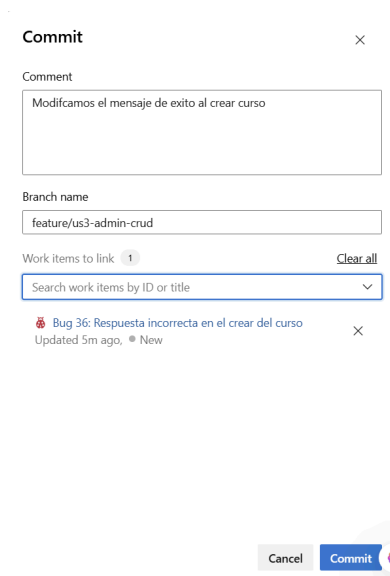 Commit
Comment
Modifcamos el mensaje de exito al crear curso
Branch name
feature/us3-admin-crud
Work items to link 1 Clear all
Search work items by ID or title
Bug 36: Respuesta incorrecta en el crear del curso
Updated 5m ago, New
Cancel Commit